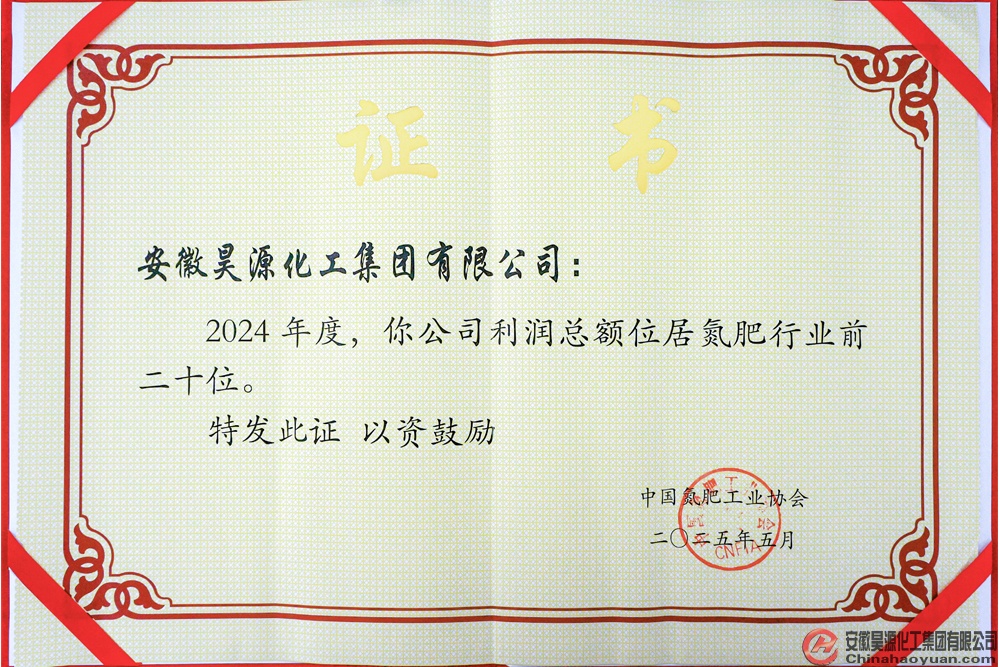 证 书
安徽昊源化工集团有限公司:
2024 年度，你公司利润总额位居氮肥行业前
二十位。
特发此证 以资鼓励
中国氮肥工业协会
二〇二五年五月
CNFIA
安徽昊源化工集团有限公司
Chinahaoyuan.com